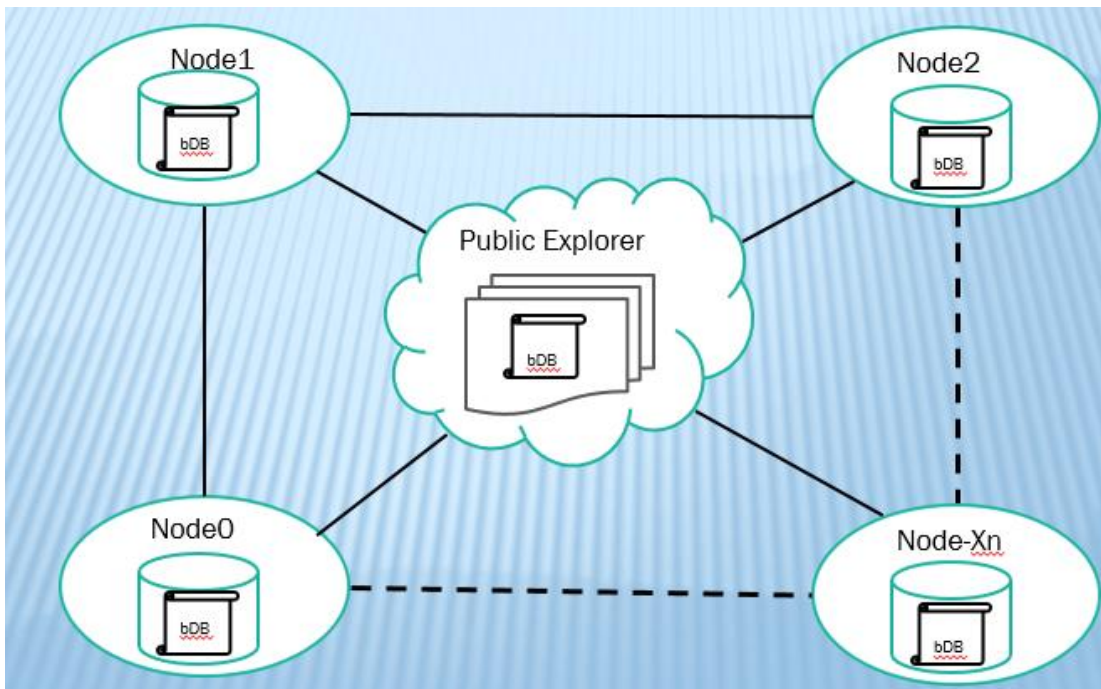 Node1
bDB
Node2
bDB
Public Explorer
bDB
Node0
bDB
Node-Xn
bDB